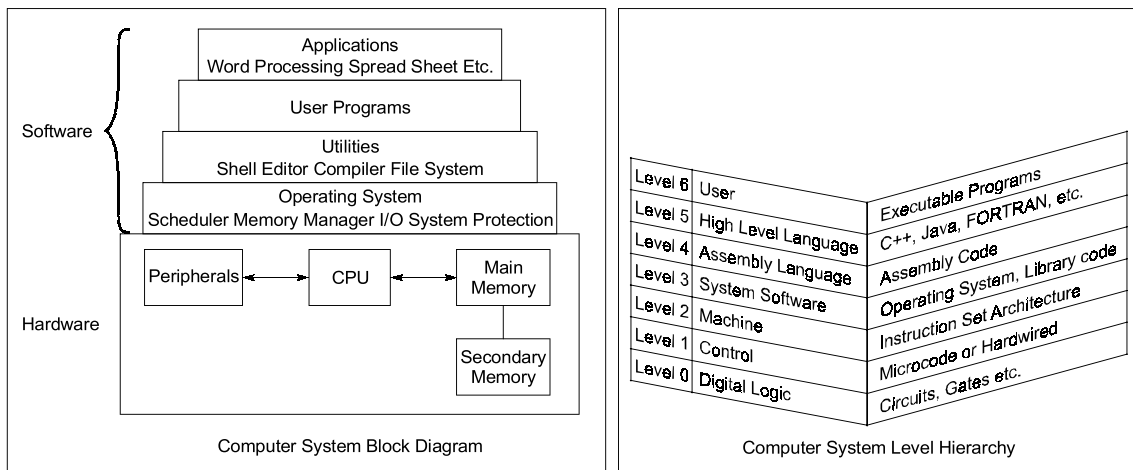 Software
Applications
Word Processing Spread Sheet Etc.
User Programs
Utilities
Shell Editor Compiler File System
Operating System
Scheduler Memory Manager I/O System Protection
Hardware
Peripherals
CPU
Main
Memory
Secondary
Memory
Computer System Block Diagram
Level 6 User Executable Programs
Level 5 High Level Language C++, Java, FORTRAN, etc.
Level 4 Assembly Language Assembly Code
Level 3 System Software Operating System, Library code
Level 2 Machine Instruction Set Architecture
Level 1 Control Microcode or Hardwired
Level 0 Digital Logic Circuits, Gates etc.
Computer System Level Hierarchy